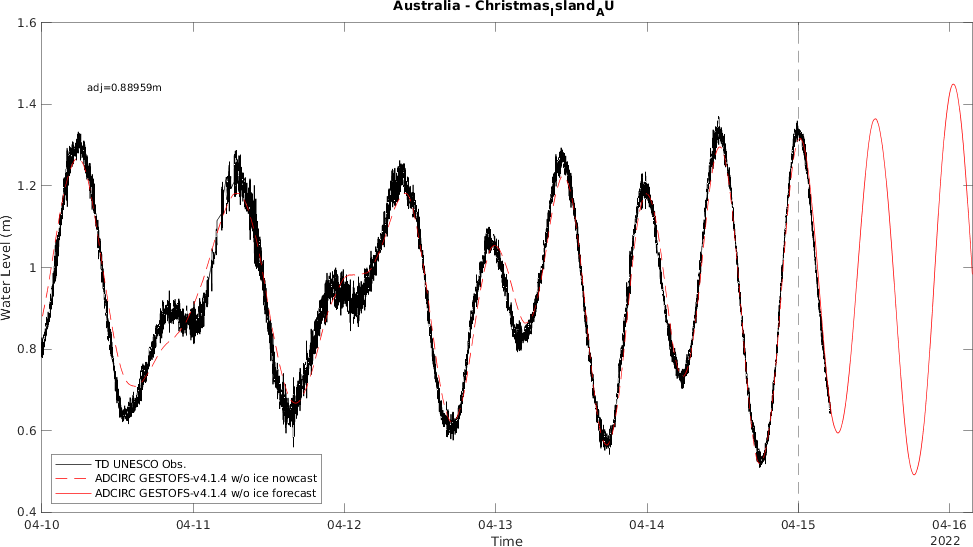 Australia - Christmas_Island_AU
1.6
adj=0.88959m
1.4
1.2
1
0.8
0.6
0.4
Water Level (m)
TD UNESCO Obs.
ADCIRC GESTOFS-v4.1.4 w/o ice nowcast
ADCIRC GESTOFS-v4.1.4 w/o ice forecast
04-10 04-11 04-12 04-13 04-14 04-15 04-16
Time
2022